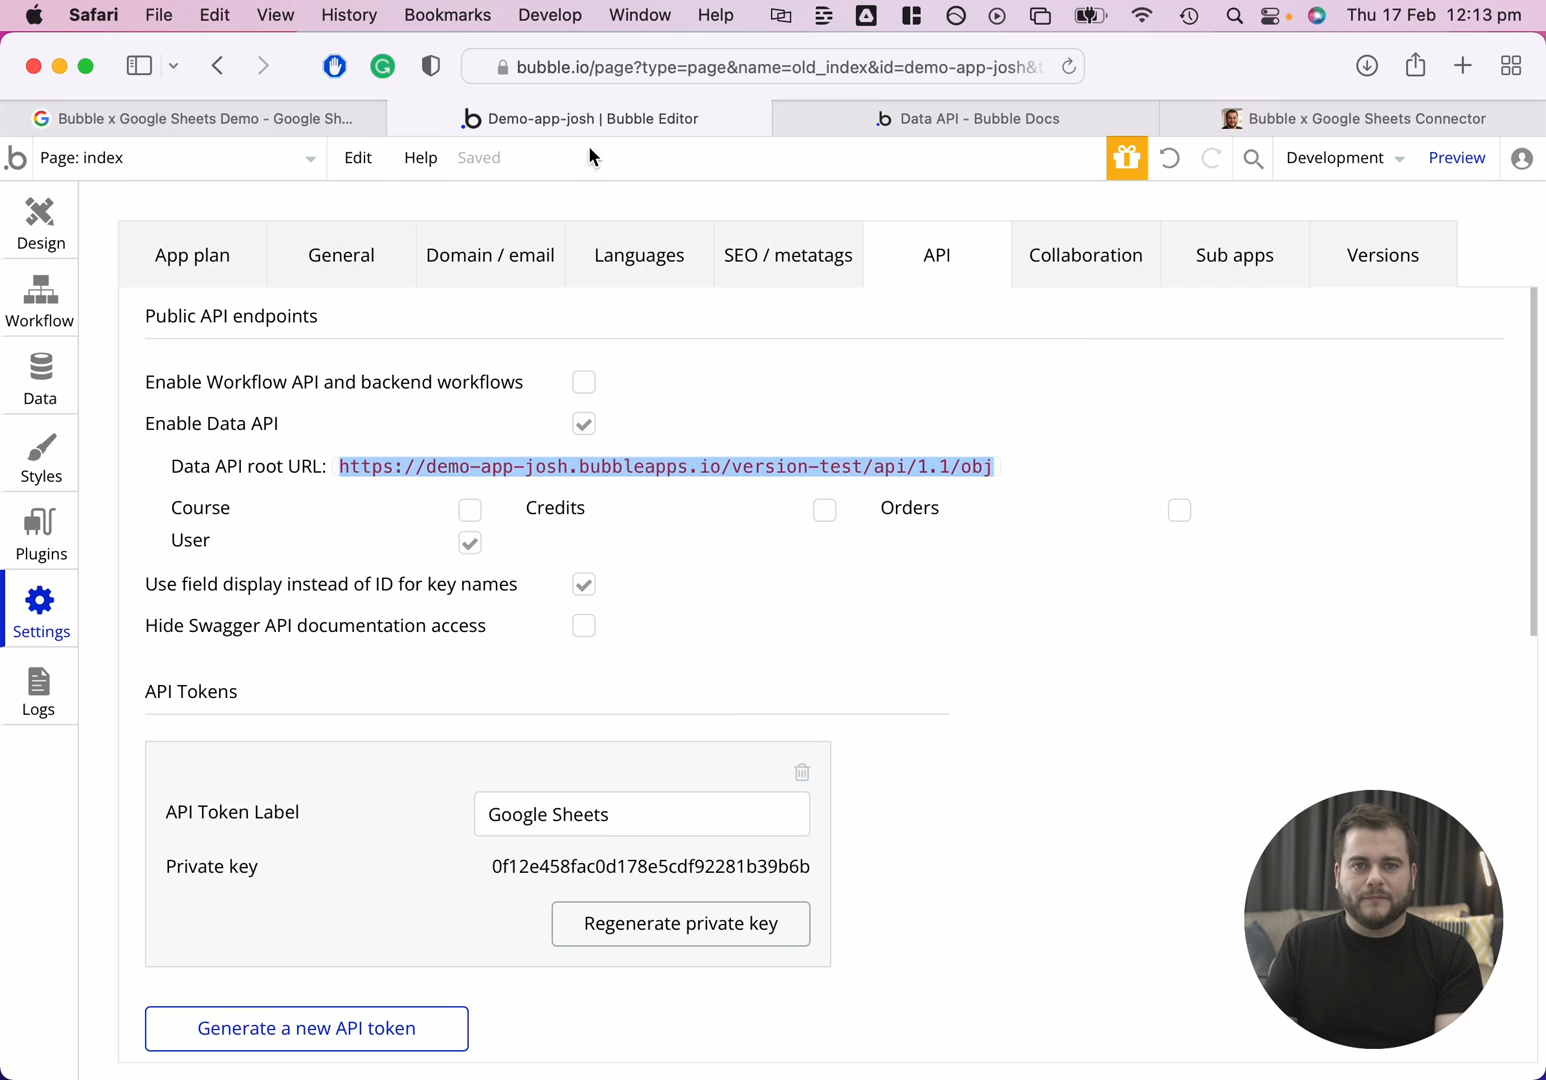 Safari File Edit View History Bookmarks Develop Window Help Thu 17 Feb 12:13 pm
bubble.io/page?type=page&name=old_index&id=demo-app-josh&t
Bubble x Google Sheets Demo - Google Sh... Demo-app-josh | Bubble Editor Data API - Bubble Docs Bubble x Google Sheets Connector
Page: index Edit Help Saved Development Preview
Design
Workflow
Data
Styles
Plugins
Settings
Logs
App plan General Domain / email Languages SEO / metatags API Collaboration Sub apps Versions
Public API endpoints
Enable Workflow API and backend workflows
Enable Data API
Data API root URL: https://demo-app-josh.bubbleapps.io/version-test/api/1.1/obj
Course Credits Orders
User
Use field display instead of ID for key names
Hide Swagger API documentation access
API Tokens
API Token Label Google Sheets
Private key 0f12e458fac0d178e5cdf92281b39b6b
Regenerate private key
Generate a new API token